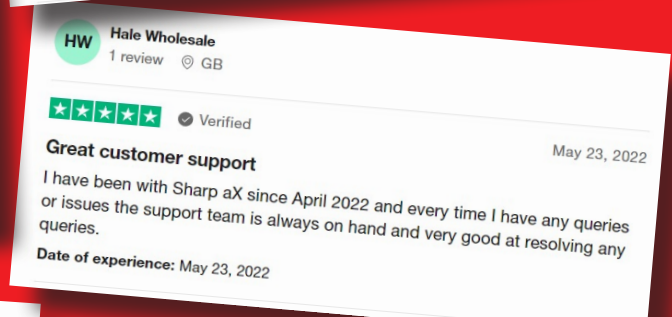 HW
Hale Wholesale
1 review GB
Verified
May 23, 2022
Great customer support
I have been with Sharp aX since April 2022 and every time I have any queries
or issues the support team is always on hand and very good at resolving any
queries.
Date of experience: May 23, 2022